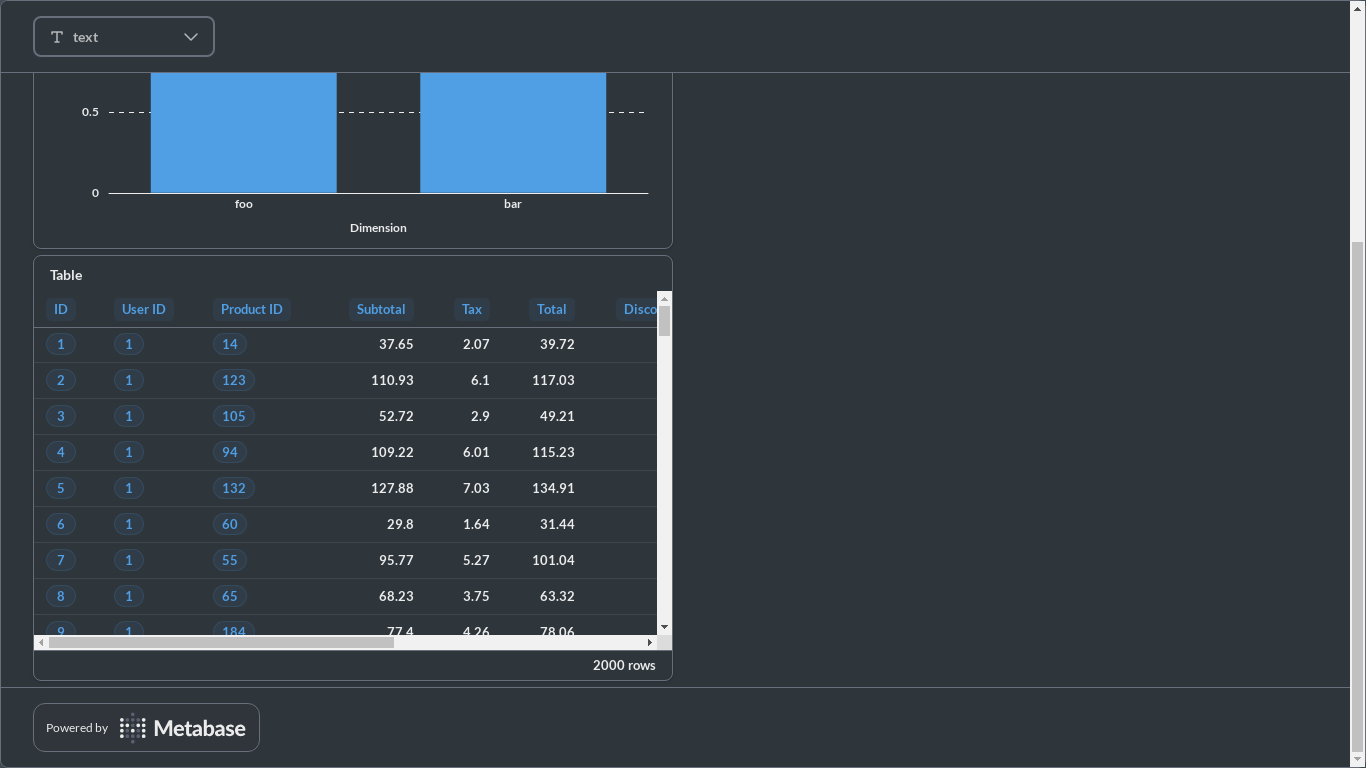 text
0.5
0
foo bar
Dimension
Table
ID User ID Product ID Subtotal Tax Total Disco
1 1 14 37.65 2.07 39.72
2 1 123 110.93 6.1 117.03
3 1 105 52.72 2.9 49.21
4 1 94 109.22 6.01 115.23
5 1 132 127.88 7.03 134.91
6 1 60 29.8 1.64 31.44
7 1 55 95.77 5.27 101.04
8 1 65 68.23 3.75 63.32
9 1 184 77.4 4.26 78.06
2000 rows
Powered by Metabase